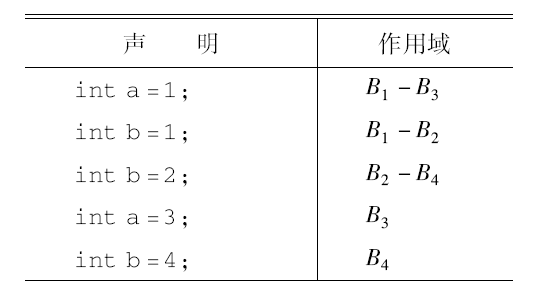 声 明 作用域
int a=1; B₁-B₃
int b=1; B₁-B₂
int b=2; B₂-B₄
int a=3; B₃
int b=4; B₄